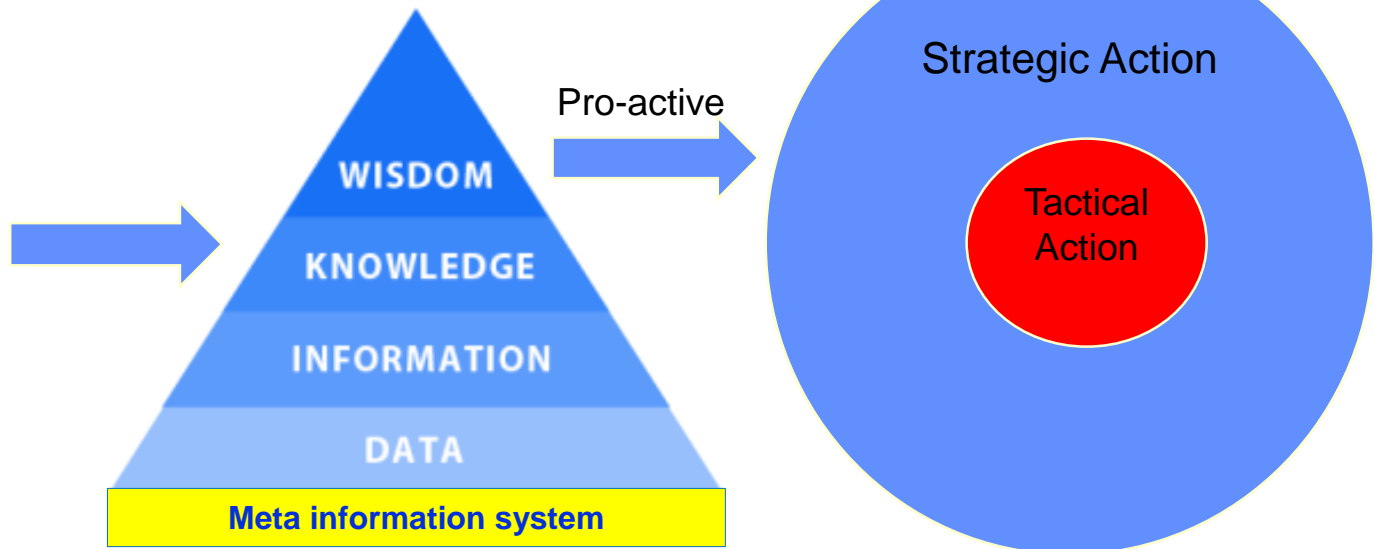 WISDOM
KNOWLEDGE
INFORMATION
DATA
Meta information system
Pro-active
Strategic Action
Tactical
Action